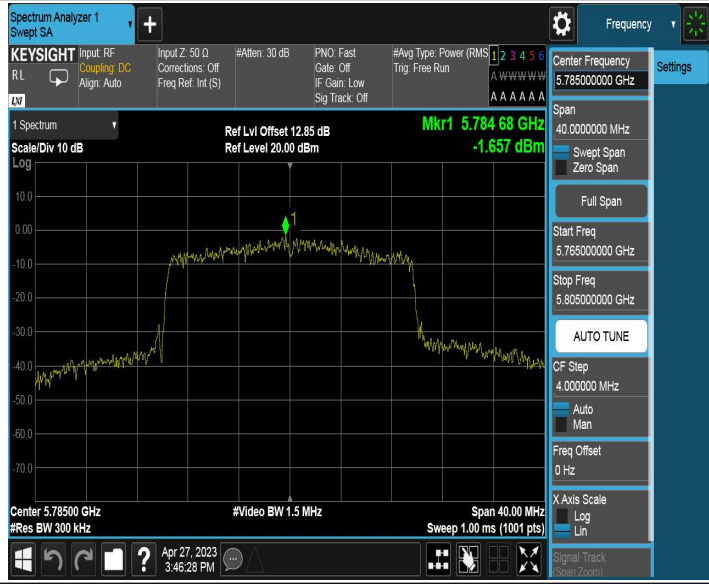 Spectrum Analyzer 1
Swept SA
+
Frequency
KEYSIGHT
RL
LXI
Input: RF
Coupling: DC
Align: Auto
Input Z: 50 Ω
Corrections: Off
Freq Ref: Int (S)
#Atten: 30 dB
PNO: Fast
Gate: Off
IF Gain: Low
Sig Track: Off
#Avg Type: Power (RMS
Trig: Free Run
1 2 3 4 5 6
A W W W W W
A A A A A A
1 Spectrum
Scale/Div 10 dB
Log
Ref Lvl Offset 12.85 dB
Ref Level 20.00 dBm
Mkr1 5.784 68 GHz
-1.657 dBm
10.0
0.00
-10.0
-20.0
-30.0
-40.0
-50.0
-60.0
-70.0
1
Center 5.78500 GHz
#Res BW 300 kHz
#Video BW 1.5 MHz
Span 40.00 MHz
Sweep 1.00 ms (1001 pts)
Center Frequency
5.785000000 GHz
Span
40.0000000 MHz
Swept Span
Zero Span
Full Span
Start Freq
5.765000000 GHz
Stop Freq
5.805000000 GHz
AUTO TUNE
CF Step
4.000000 MHz
Auto
Man
Freq Offset
0 Hz
X Axis Scale
Log
Lin
Signal Track
(Span Zoom)
Settings
?
Apr 27, 2023
3:46:28 PM